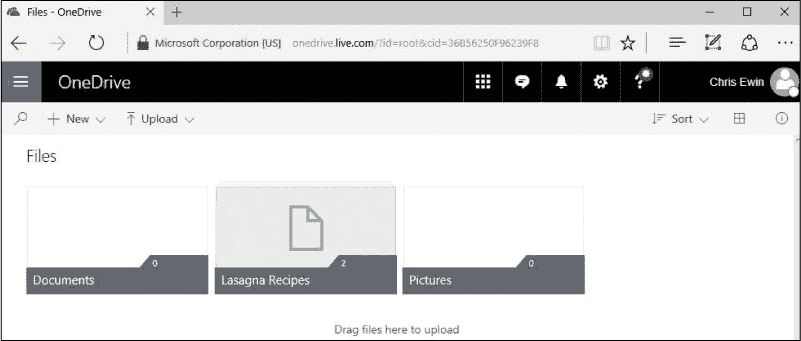 Files - OneDrive
Microsoft Corporation [US] onedrive.live.com/?id=root&cid=36B56250F96239F8
OneDrive Chris Ewin
New Upload Sort
Files
0 2 0
Documents Lasagna Recipes Pictures
Drag files here to upload